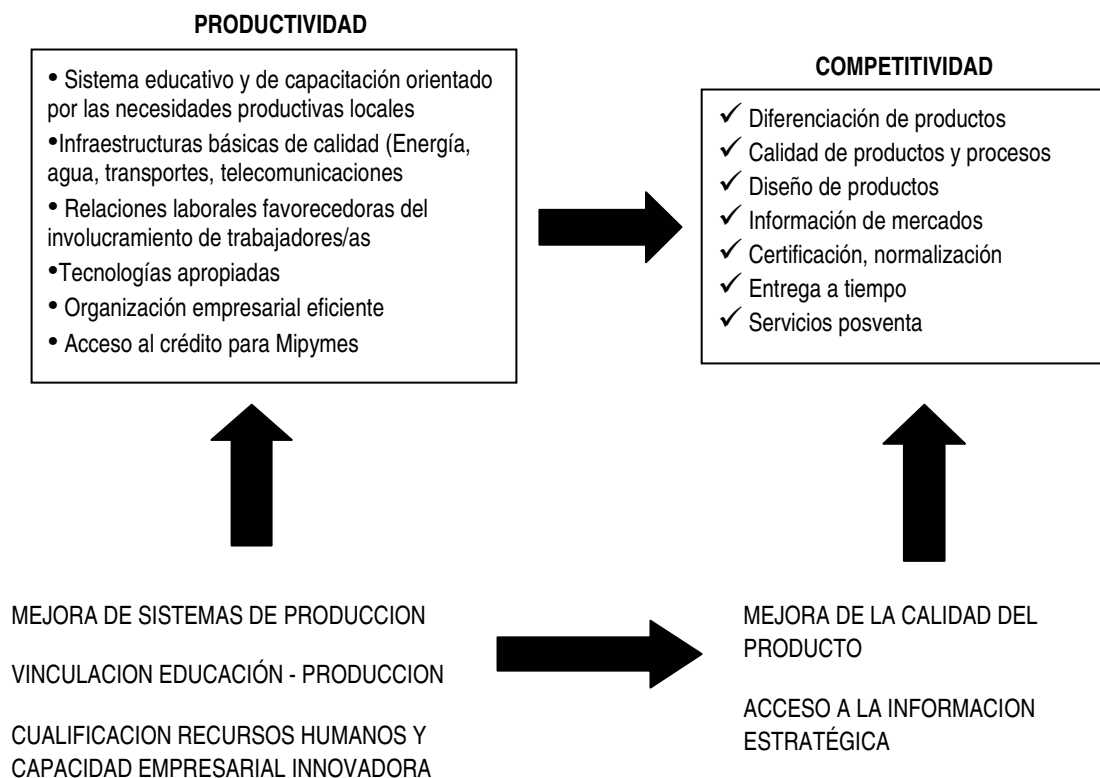 PRODUCTIVIDAD
• Sistema educativo y de capacitación orientado
por las necesidades productivas locales
•Infraestructuras básicas de calidad (Energía,
agua, transportes, telecomunicaciones
• Relaciones laborales favorecedoras del
involucramiento de trabajadores/as
•Tecnologías apropiadas
• Organización empresarial eficiente
• Acceso al crédito para Mipymes
COMPETITIVIDAD
✓ Diferenciación de productos
✓ Calidad de productos y procesos
✓ Diseño de productos
✓ Información de mercados
✓ Certificación, normalización
✓ Entrega a tiempo
✓ Servicios posventa
MEJORA DE SISTEMAS DE PRODUCCION
VINCULACION EDUCACIÓN - PRODUCCION
CUALIFICACION RECURSOS HUMANOS Y
CAPACIDAD EMPRESARIAL INNOVADORA
MEJORA DE LA CALIDAD DEL
PRODUCTO
ACCESO A LA INFORMACION
ESTRATÉGICA